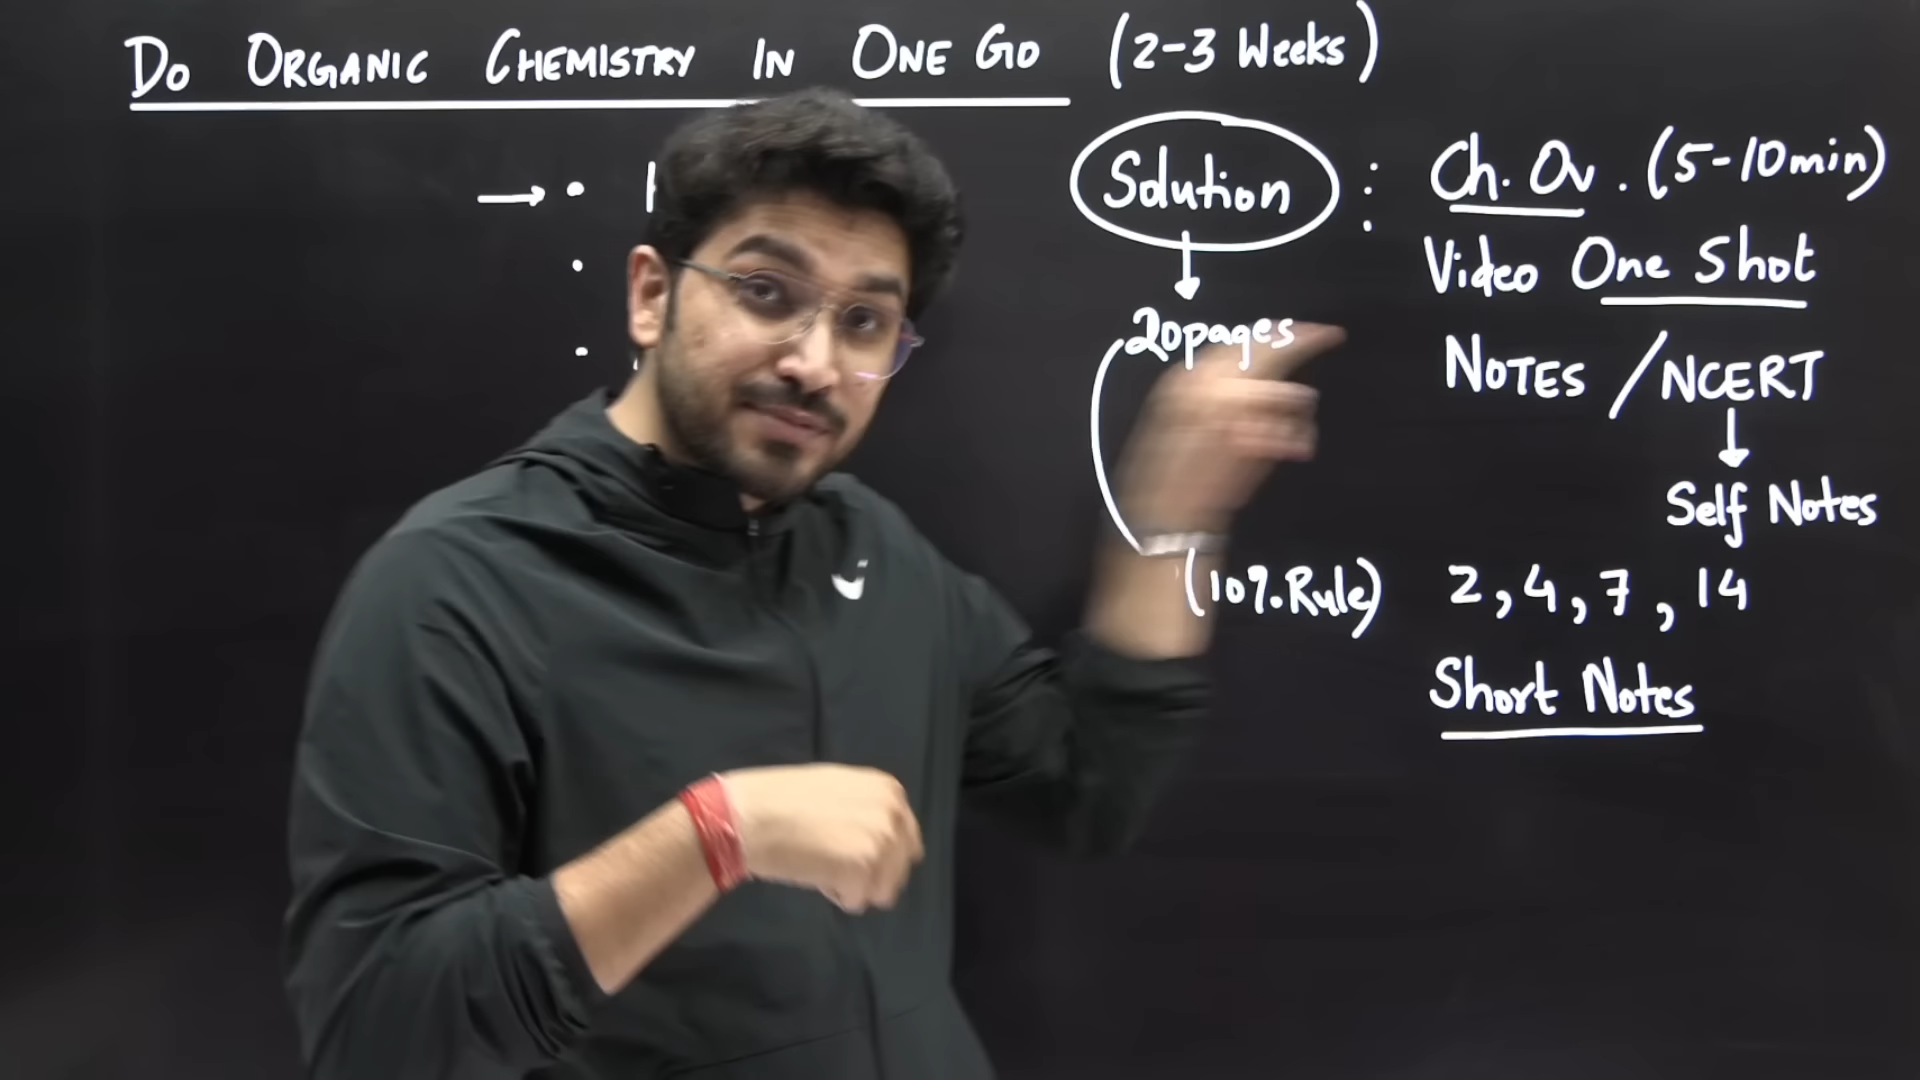 DO ORGANIC CHEMISTRY IN ONE GO (2-3 Weeks)
Solution : Ch. Ov. (5-10min)
Video One Shot
20pages
NOTES / NCERT
Self Notes
(10% Rule) 2, 4, 7, 14
Short Notes